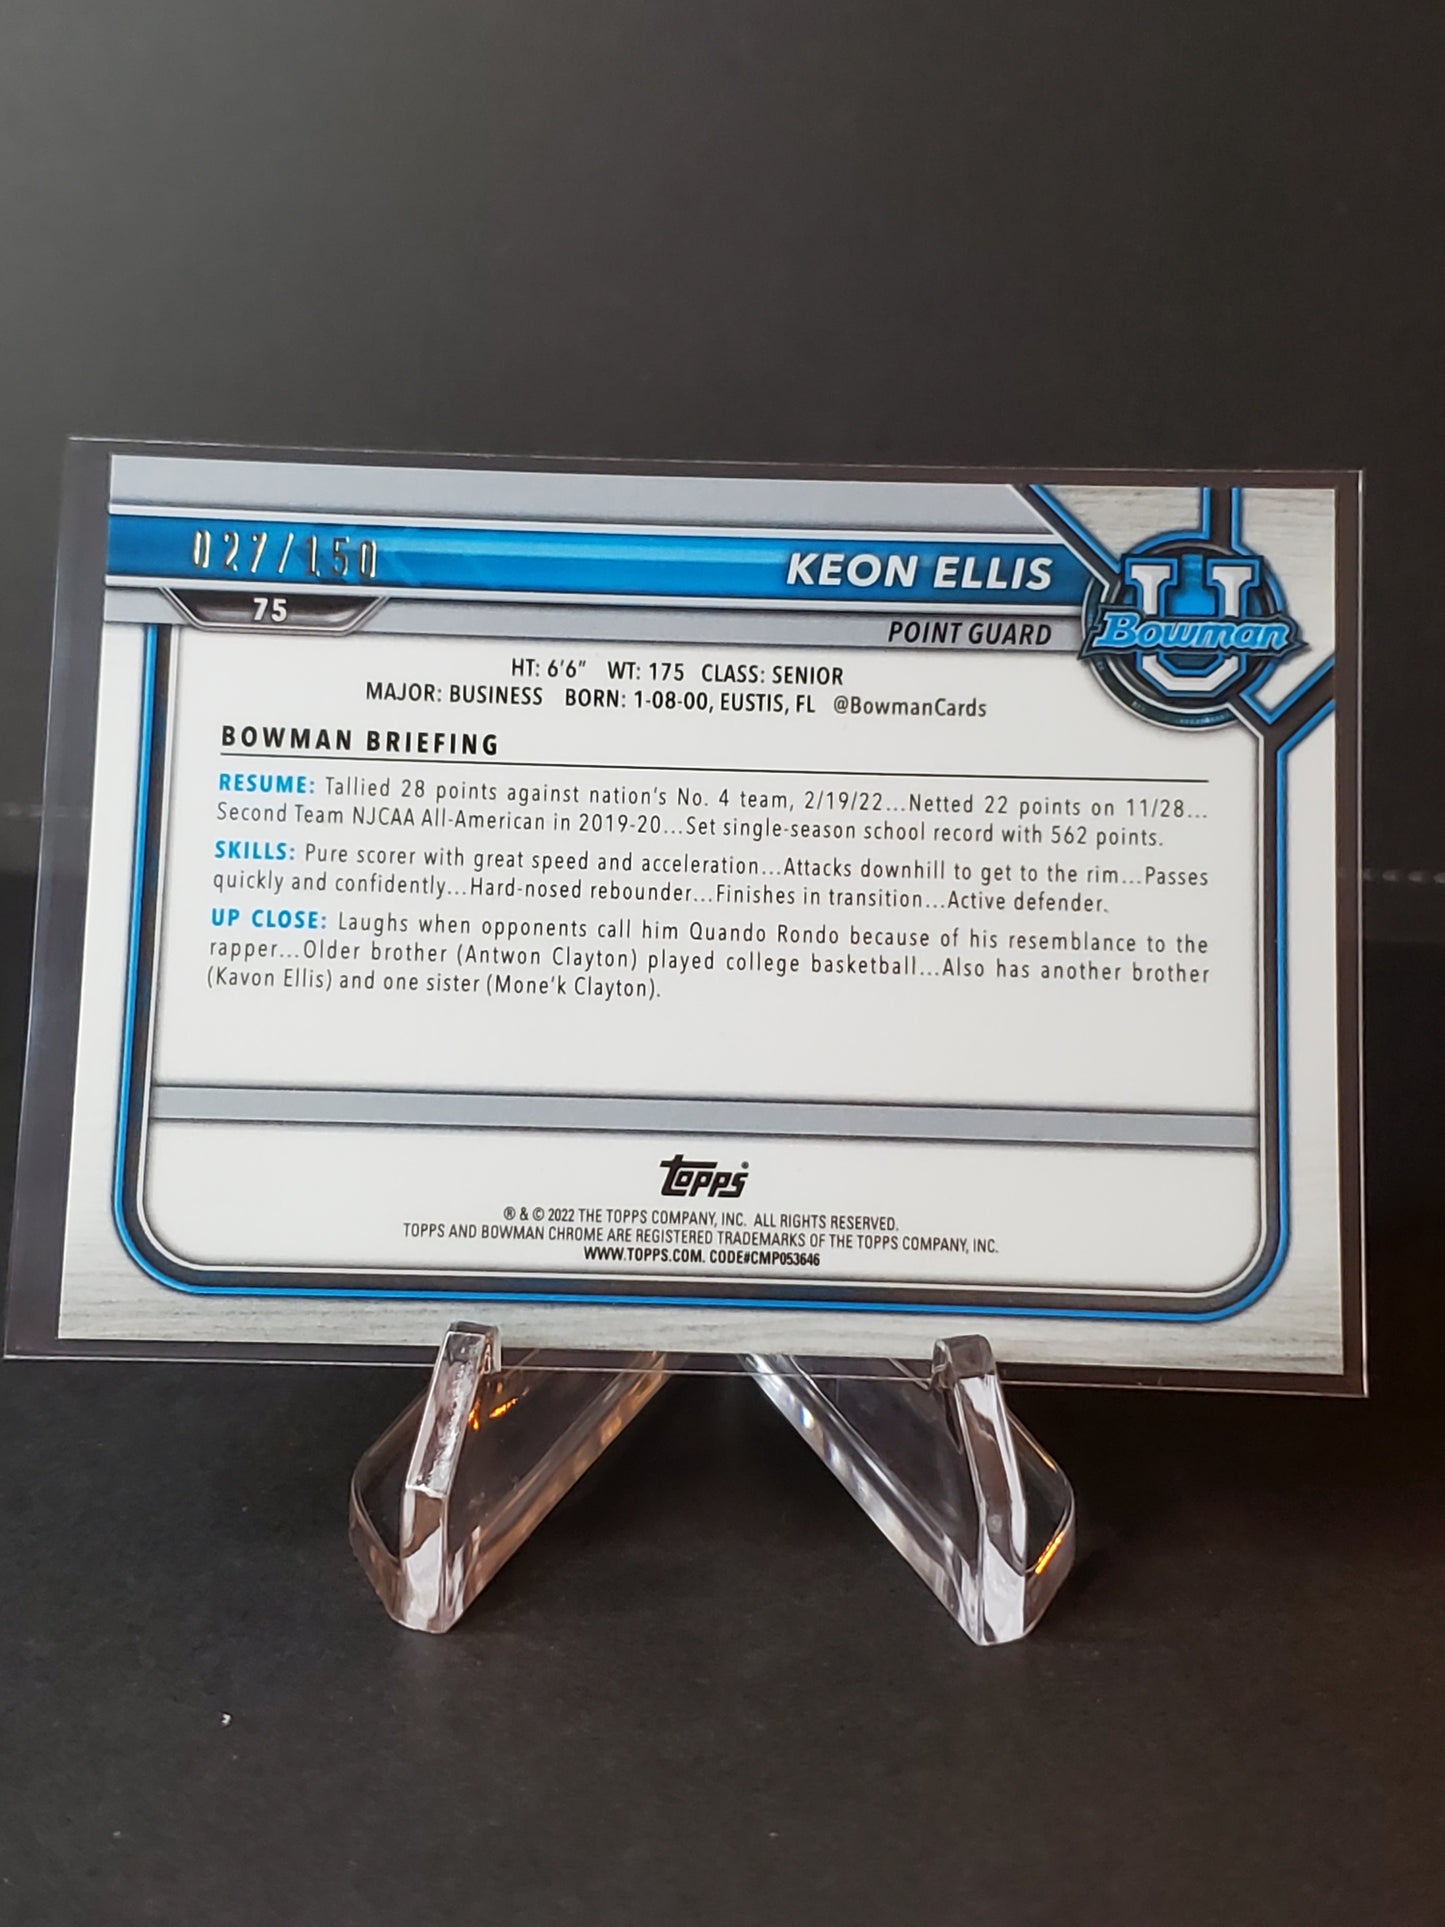 027/150
KEON ELLIS
75
POINT GUARD
U
Bowman
HT: 6'6" WT: 175 CLASS: SENIOR
MAJOR: BUSINESS BORN: 1-08-00, EUSTIS, FL @BowmanCards
BOWMAN BRIEFING
RESUME: Tallied 28 points against nation's No. 4 team, 2/19/22...Netted 22 points on 11/28...
Second Team NJCAA All-American in 2019-20...Set single-season school record with 562 points.
SKILLS: Pure scorer with great speed and acceleration...Attacks downhill to get to the rim...Passes
quickly and confidently...Hard-nosed rebounder...Finishes in transition...Active defender.
UP CLOSE: Laughs when opponents call him Quando Rondo because of his resemblance to the
rapper...Older brother (Antwon Clayton) played college basketball...Also has another brother
(Kavon Ellis) and one sister (Mone'k Clayton).
topps®
® & © 2022 THE TOPPS COMPANY, INC. ALL RIGHTS RESERVED.
TOPPS AND BOWMAN CHROME ARE REGISTERED TRADEMARKS OF THE TOPPS COMPANY, INC.
WWW.TOPPS.COM. CODE#CMP053646